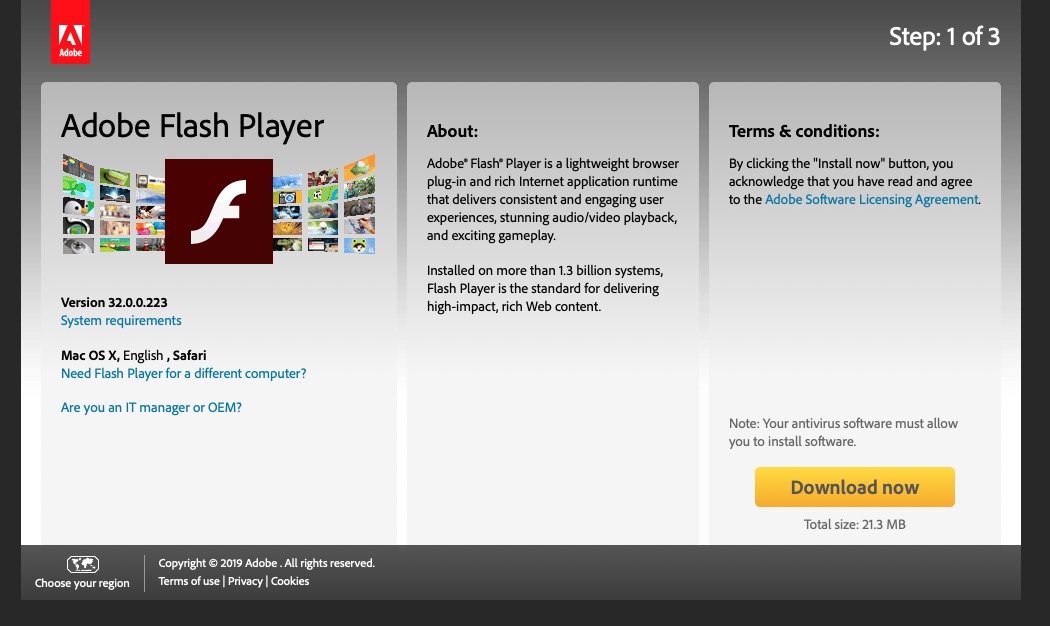 Adobe
Step: 1 of 3
Adobe Flash Player
Version 32.0.0.223
System requirements
Mac OS X, English , Safari
Need Flash Player for a different computer?
Are you an IT manager or OEM?
About:
Adobe® Flash® Player is a lightweight browser
plug-in and rich Internet application runtime
that delivers consistent and engaging user
experiences, stunning audio/video playback,
and exciting gameplay.
Installed on more than 1.3 billion systems,
Flash Player is the standard for delivering
high-impact, rich Web content.
Terms & conditions:
By clicking the "Install now" button, you
acknowledge that you have read and agree
to the Adobe Software Licensing Agreement.
Note: Your antivirus software must allow
you to install software.
Download now
Total size: 21.3 MB
Choose your region
Copyright © 2019 Adobe . All rights reserved.
Terms of use | Privacy | Cookies